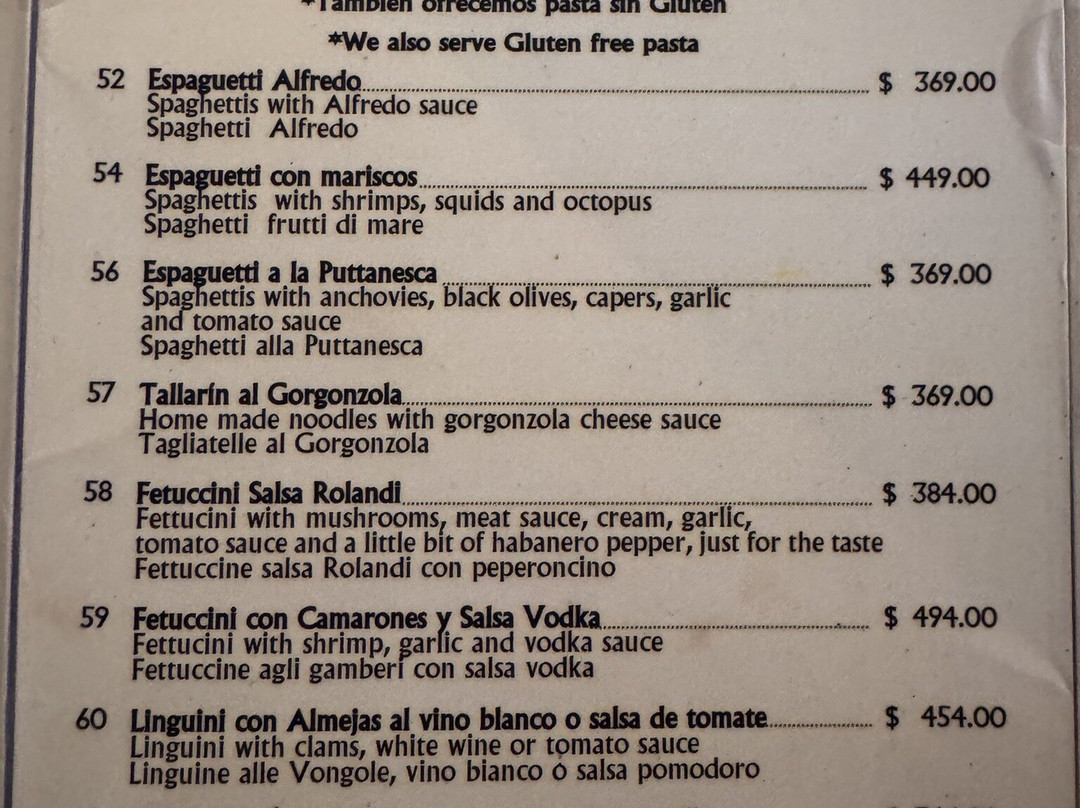 *También ofrecemos pasta sin Gluten
*We also serve Gluten free pasta
52 Espaguetti Alfredo........ $ 369.00
Spaghettis with Alfredo sauce
Spaghetti Alfredo
54 Espaguetti con mariscos........ $ 449.00
Spaghettis with shrimps, squids and octopus
Spaghetti frutti di mare
56 Espaguetti a la Puttanesca........ $ 369.00
Spaghettis with anchovies, black olives, capers, garlic
and tomato sauce
Spaghetti alla Puttanesca
57 Tallarín al Gorgonzola........ $ 369.00
Home made noodles with gorgonzola cheese sauce
Tagliatelle al Gorgonzola
58 Fetuccini Salsa Rolandi........ $ 384.00
Fettucini with mushrooms, meat sauce, cream, garlic,
tomato sauce and a little bit of habanero pepper, just for the taste
Fettuccine salsa Rolandi con peperoncino
59 Fetuccini con Camarones y Salsa Vodka........ $ 494.00
Fettucini with shrimp, garlic and vodka sauce
Fettuccine agli gamberi con salsa vodka
60 Linguini con Almejas al vino blanco o salsa de tomate........ $ 454.00
Linguini with clams, white wine or tomato sauce
Linguine alle Vongole, vino bianco ó salsa pomodoro